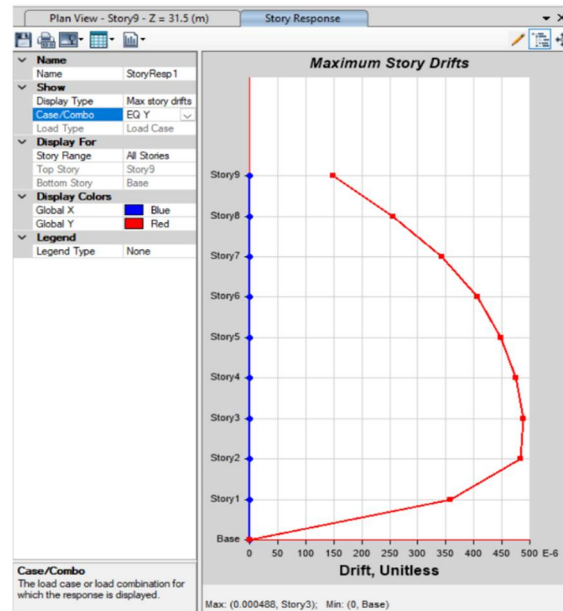 Plan View - Story9 - Z = 31.5 (m)
Story Response
Name
Name StoryResp1
Show
Display Type Max story drifts
Case/Combo EQ Y
Load Type Load Case
Display For
Story Range All Stories
Top Story Story9
Bottom Story Base
Display Colors
Global X Blue
Global Y Red
Legend
Legend Type None
Case/Combo
The load case or load combination for
which the response is displayed.
Maximum Story Drifts
Story9
Story8
Story7
Story6
Story5
Story4
Story3
Story2
Story1
Base
0 50 100 150 200 250 300 350 400 450 500 E-6
Drift, Unitless
Max: (0.000488, Story3); Min: (0, Base)